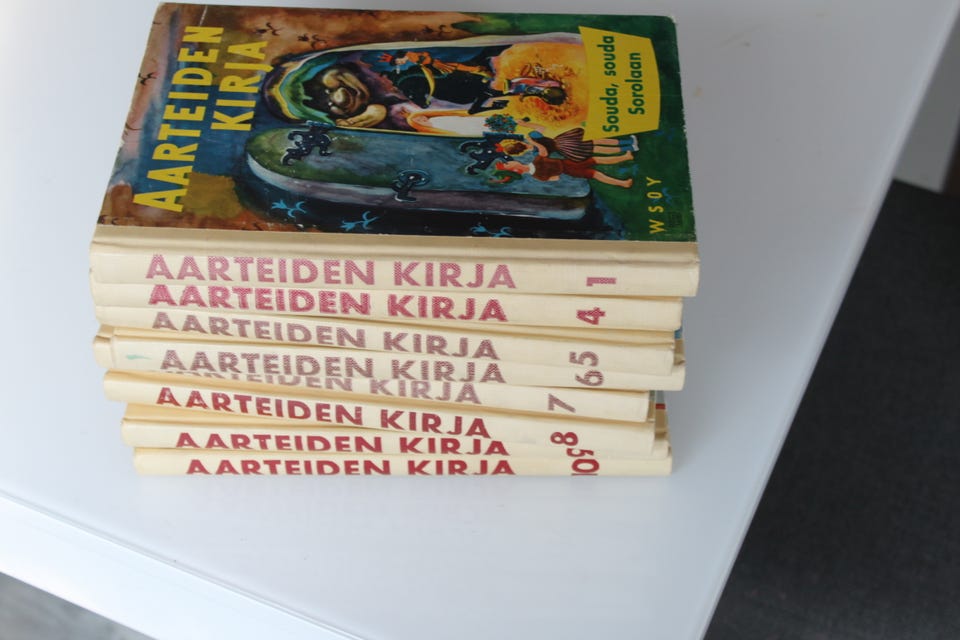 AARTEIDEN
KIRJA
Souda, souda
Sorolaan
WSOY
AARTEIDEN KIRJA 1
AARTEIDEN KIRJA 4
AARTEIDEN KIRJA 5
AARTEIDEN KIRJA 6
AARTEIDEN KIRJA 7
AARTEIDEN KIRJA 8
AARTEIDEN KIRJA
AARTEIDEN KIRJA 10